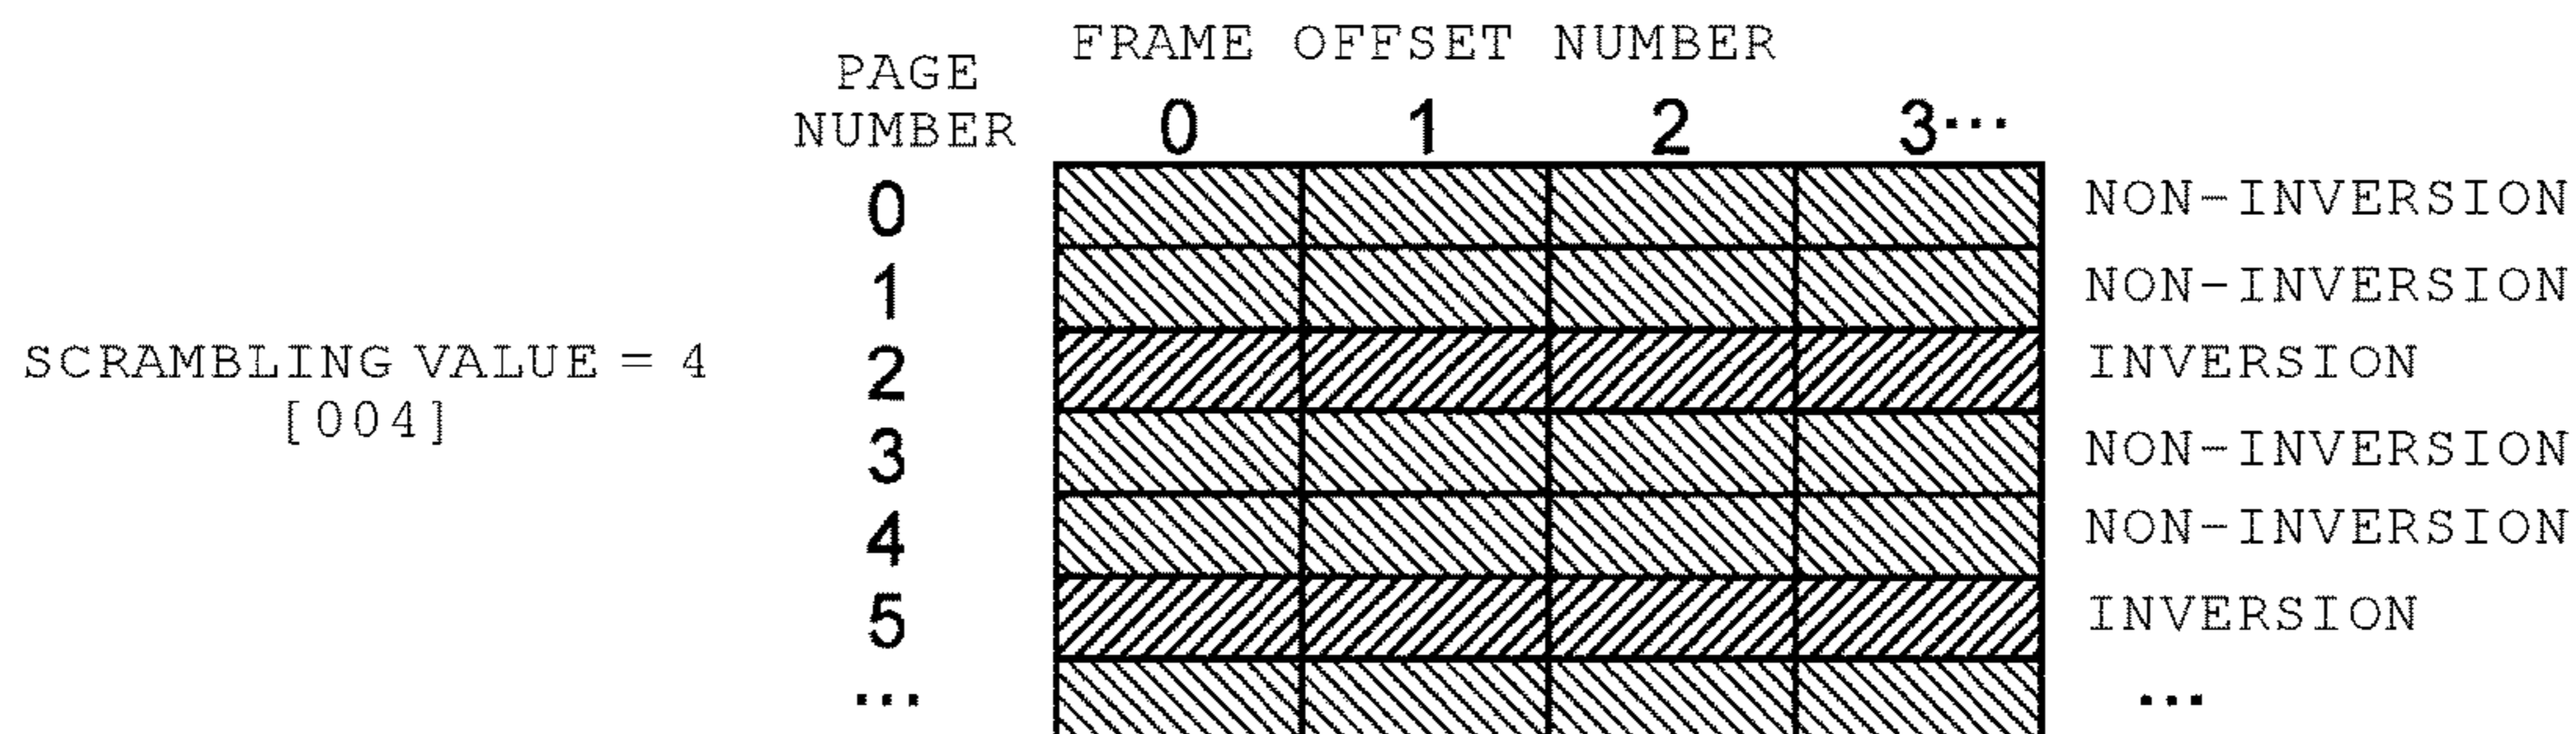 FRAME OFFSET NUMBER
PAGE
NUMBER
0 1 2 3...
0 NON-INVERSION
1 NON-INVERSION
SCRAMBLING VALUE = 4
[004]
2 INVERSION
3 NON-INVERSION
4 NON-INVERSION
5 INVERSION
... ...